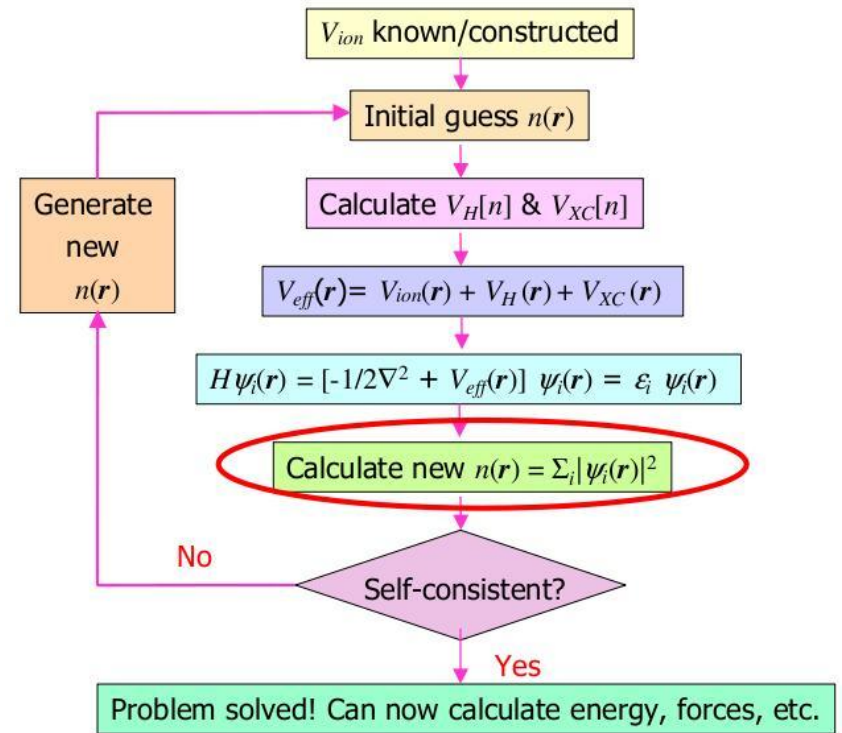 V_ion known/constructed
Initial guess n(r)
Generate
new
n(r)
Calculate V_H[n] & V_XC[n]
V_eff(r)= V_ion(r) + V_H(r) + V_XC(r)
Hψ_i(r) = [-1/2∇² + V_eff(r)] ψ_i(r) = ε_i ψ_i(r)
Calculate new n(r) = Σ_i|ψ_i(r)|²
No
Self-consistent?
Yes
Problem solved! Can now calculate energy, forces, etc.